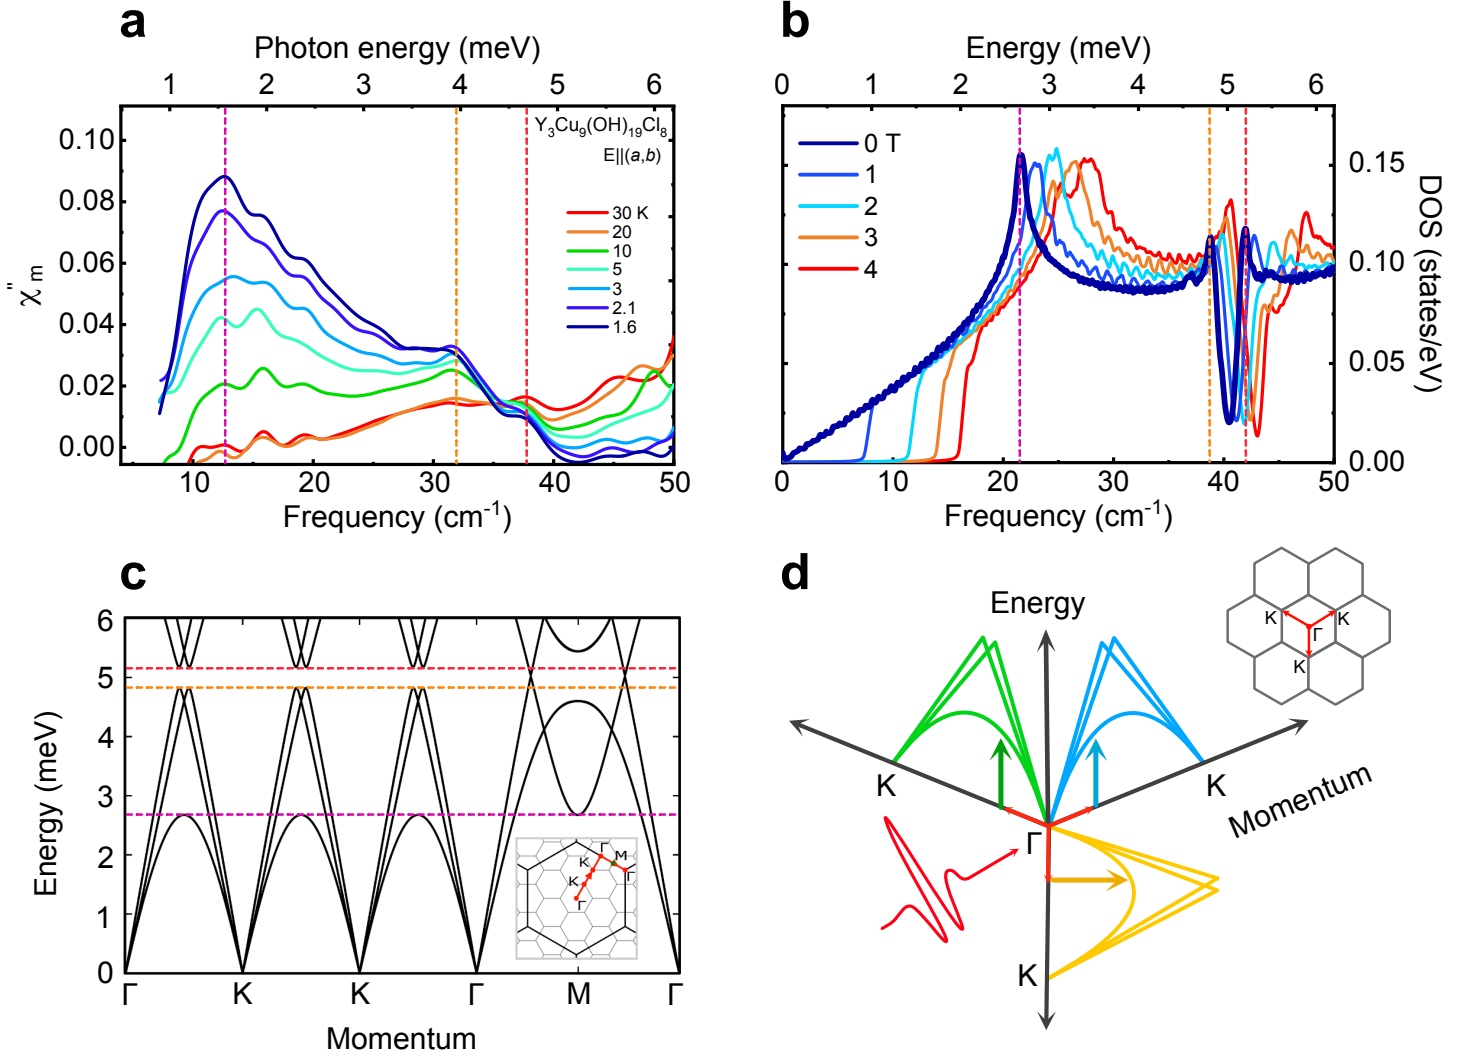 a
Photon energy (meV)
1 2 3 4 5 6
χ"m
0.10
0.08
0.06
0.04
0.02
0.00
Y3Cu9(OH)19Cl8
E||(a,b)
30 K
20
10
5
3
2.1
1.6
10 20 30 40 50
Frequency (cm-1)
b
Energy (meV)
0 1 2 3 4 5 6
0 T
1
2
3
4
0.15
0.10
0.05
0.00
DOS (states/eV)
0 10 20 30 40 50
Frequency (cm-1)
c
Energy (meV)
6
5
4
3
2
1
0
Γ
M
K
Γ
K
Γ
Γ K K Γ M Γ
Momentum
d
Energy
K
K
Γ
K
K
K
Γ
Momentum
K